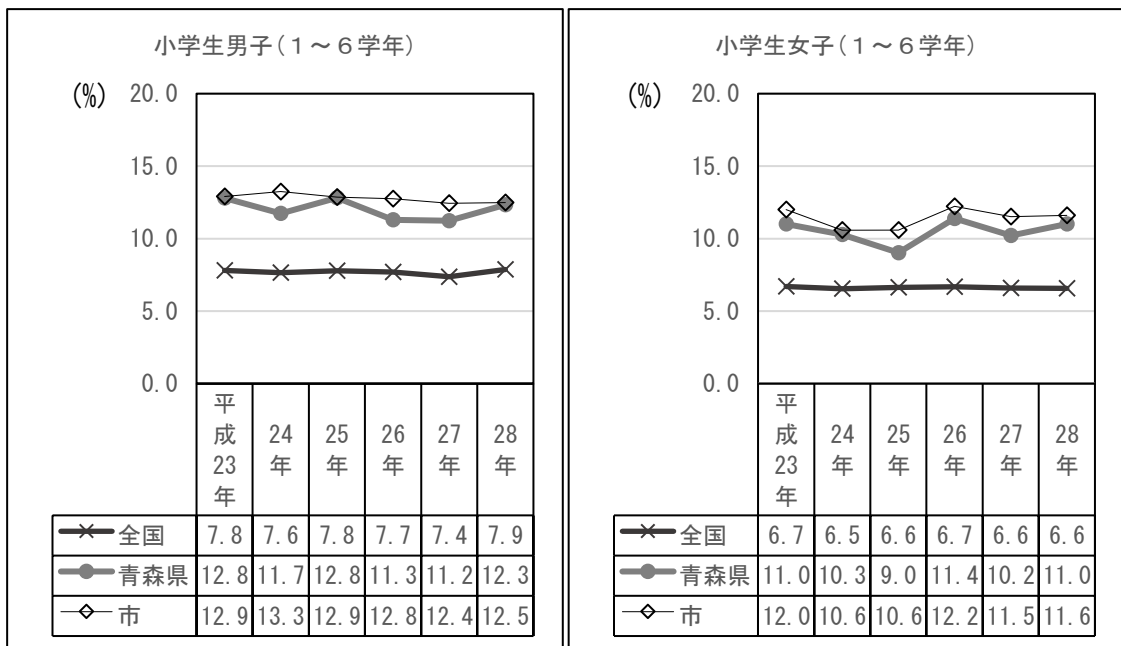 小学生男子(1～6学年)
(%)
20.0
15.0
10.0
5.0
0.0
平成23年 24年 25年 26年 27年 28年
全国 7.8 7.6 7.8 7.7 7.4 7.9
青森県 12.8 11.7 12.8 11.3 11.2 12.3
市 12.9 13.3 12.9 12.8 12.4 12.5
小学生女子(1～6学年)
(%)
20.0
15.0
10.0
5.0
0.0
平成23年 24年 25年 26年 27年 28年
全国 6.7 6.5 6.6 6.7 6.6 6.6
青森県 11.0 10.3 9.0 11.4 10.2 11.0
市 12.0 10.6 10.6 12.2 11.5 11.6